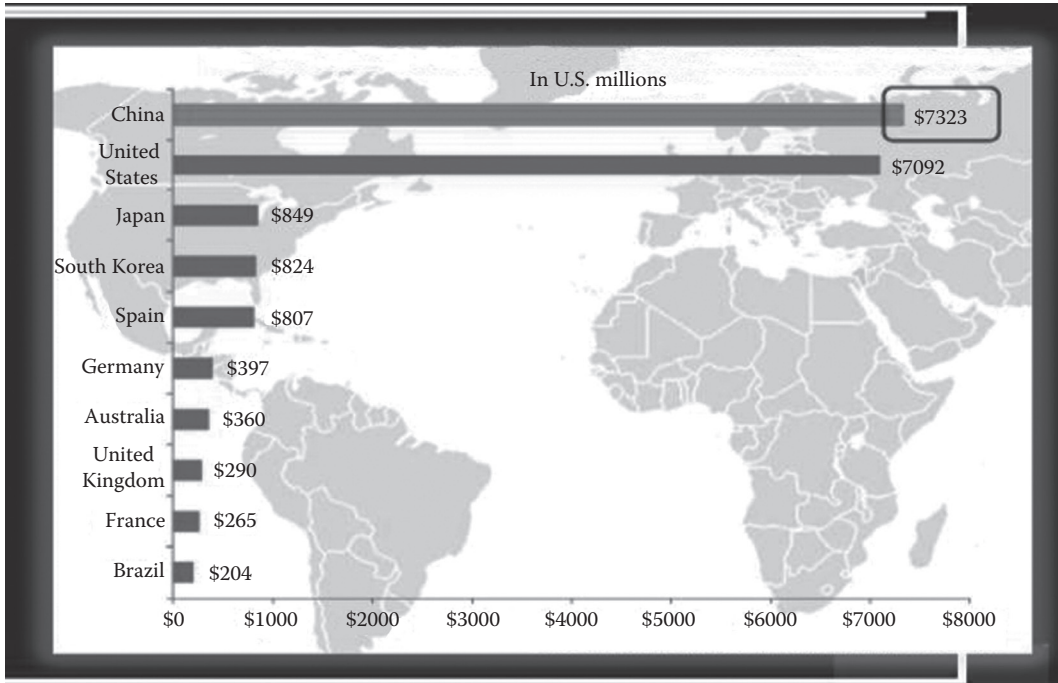 In U.S. millions
China
$7323
United
States
$7092
Japan
$849
South Korea
$824
Spain
$807
Germany
$397
Australia
$360
United
Kingdom
$290
France
$265
Brazil
$204
$0 $1000 $2000 $3000 $4000 $5000 $6000 $7000 $8000